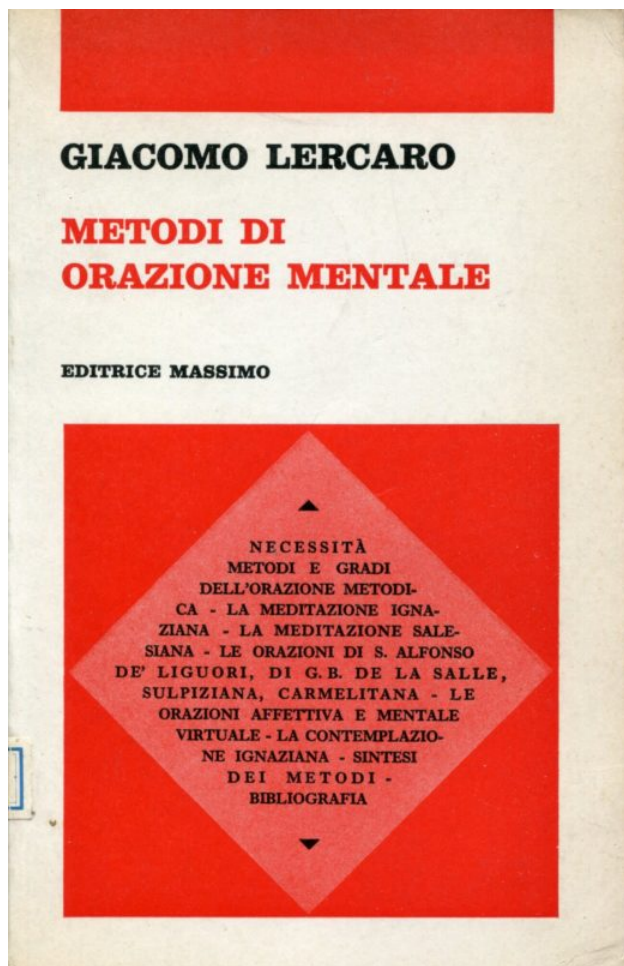 GIACOMO LERCARO
METODI DI
ORAZIONE MENTALE
EDITRICE MASSIMO
NECESSITÀ
METODI E GRADI
DELL'ORAZIONE METODI-
CA - LA MEDITAZIONE IGNA-
ZIANA - LA MEDITAZIONE SALE-
SIANA - LE ORAZIONI DI S. ALFONSO
DE' LIGUORI, DI G. B. DE LA SALLE,
SULPIZIANA, CARMELITANA - LE
ORAZIONI AFFETTIVA E MENTALE
VIRTUALE - LA CONTEMPLAZIO-
NE IGNAZIANA - SINTESI
DEI METODI -
BIBLIOGRAFIA